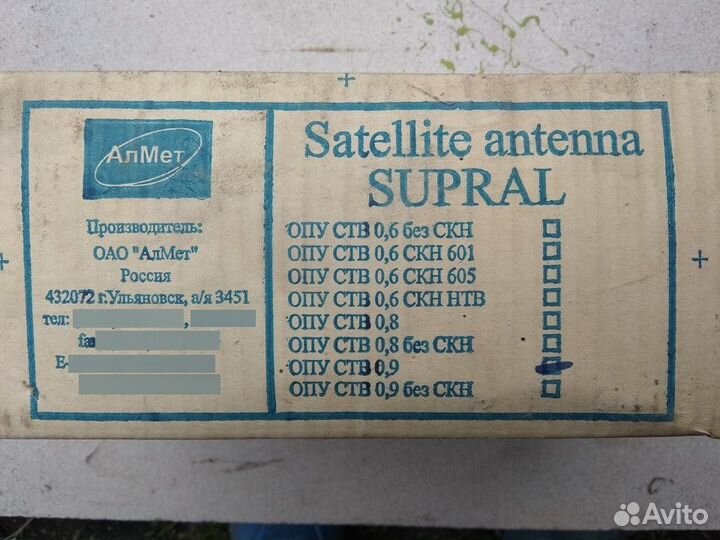 АлМет
Производитель:
ОАО "АлМет"
Россия
432072 г.Ульяновск, а/я 3451
тел: ,
fa
E-
Satellite antenna
SUPRAL
ОПУ СТВ 0,6 без СКН
ОПУ СТВ 0,6 СКН 601
ОПУ СТВ 0,6 СКН 605
ОПУ СТВ 0,6 СКН НТВ
ОПУ СТВ 0,8
ОПУ СТВ 0,8 без СКН
ОПУ СТВ 0,9
ОПУ СТВ 0,9 без СКН
Avito